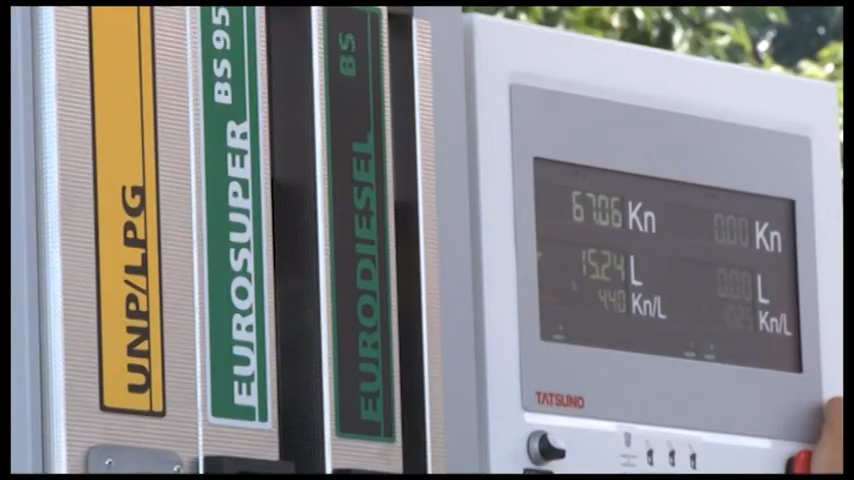 UNP/LPG
EUROSUPER BS 95
EURODIESEL BS
67.06 Kn
15.24 L
4.40 Kn/L
0.00 Kn
0.00 L
Kn/L
TATSUNO